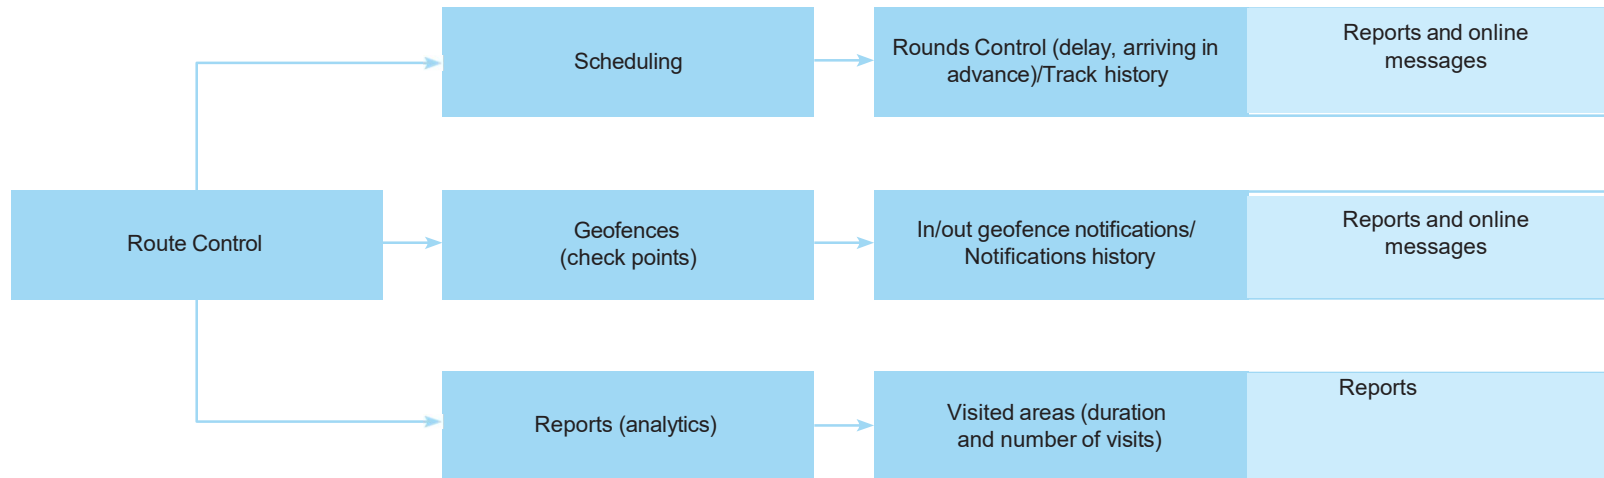 Scheduling
Rounds Control (delay, arriving in
advance)/Track history
Reports and online
messages
Route Control
Geofences
(check points)
In/out geofence notifications/
Notifications history
Reports and online
messages
Reports (analytics)
Visited areas (duration
and number of visits)
Reports